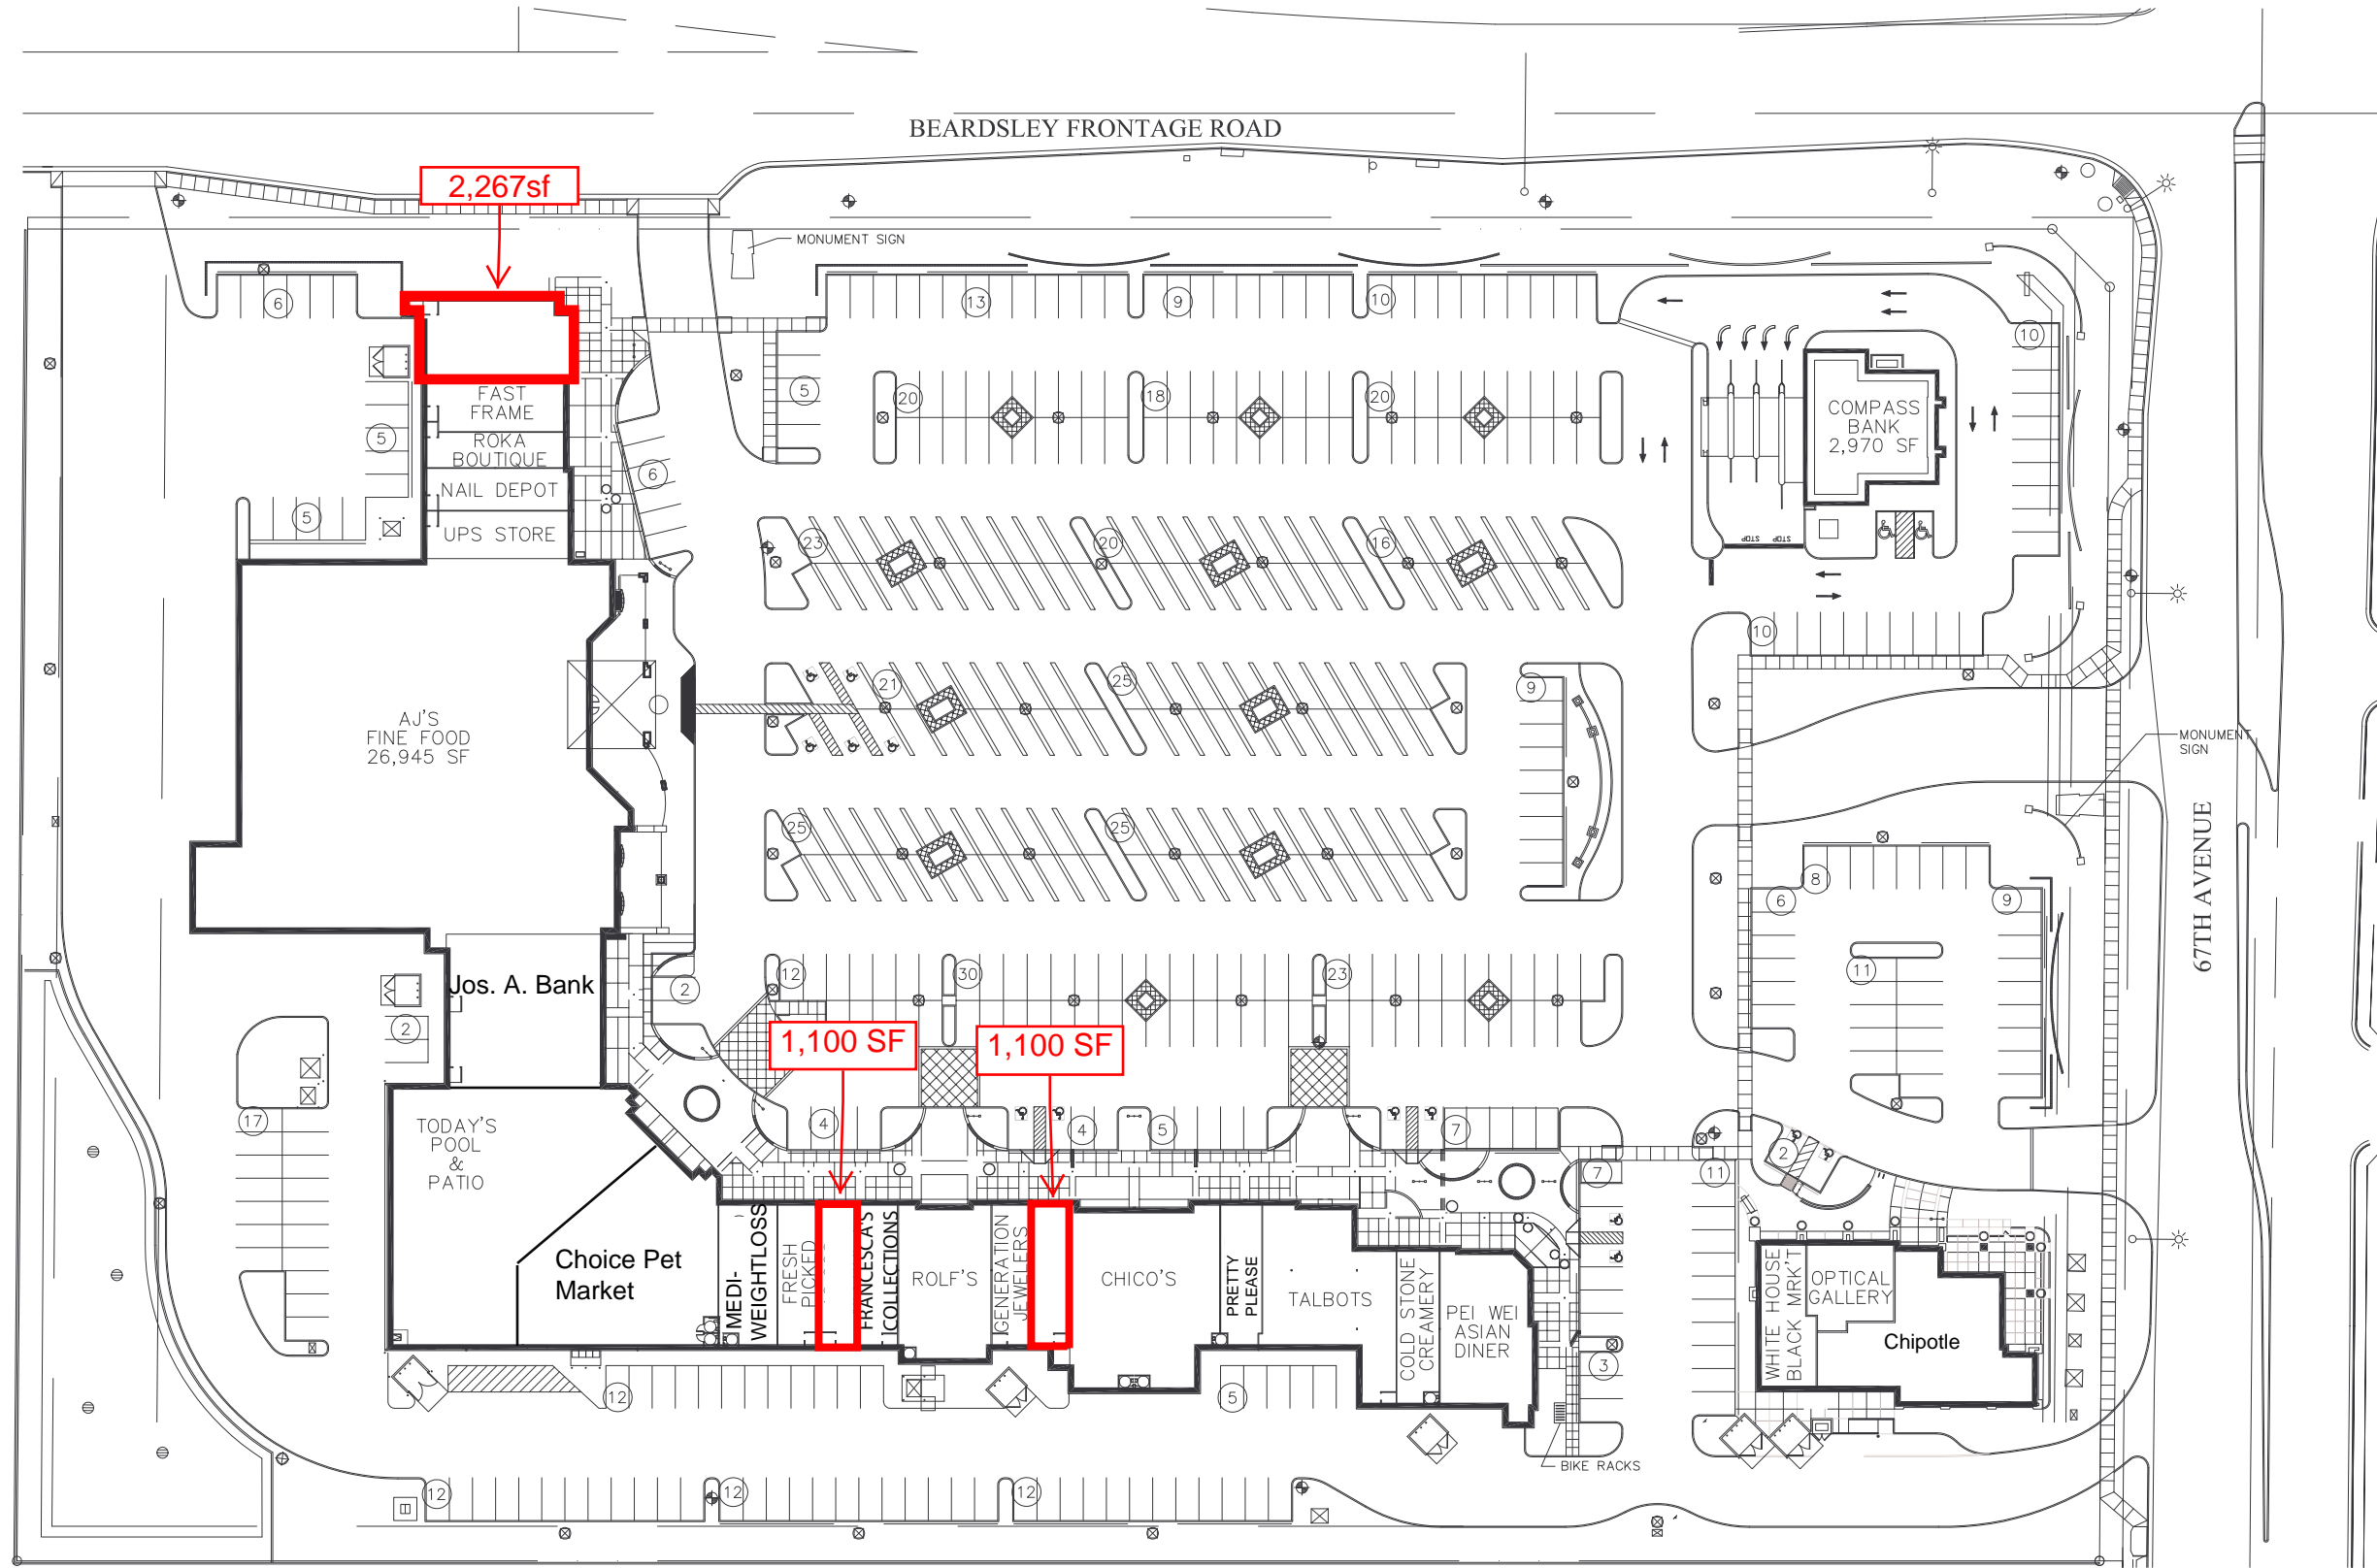 BEARDSLEY FRONTAGE ROAD
2,267sf
MONUMENT SIGN
6
13
9
10
10
5
20
18
20
COMPASS
BANK
2,970 SF
FAST
FRAME
ROKA
BOUTIQUE
NAIL DEPOT
UPS STORE
5
5
6
23
20
16
STOP
STOP
10
21
25
9
AJ'S
FINE FOOD
26,945 SF
MONUMENT
SIGN
67TH AVENUE
25
25
8
6
9
11
Jos. A. Bank
2
2
12
30
23
1,100 SF
1,100 SF
17
4
4
5
7
7
11
2
TODAY'S
POOL
&
PATIO
Choice Pet
Market
MEDI-
WEIGHTLOSS
FRESH
PICKED
FRANCESCA'S
COLLECTIONS
ROLF'S
GENERATION
JEWELERS
CHICO'S
PRETTY
PLEASE
TALBOTS
COLD STONE
CREAMERY
PEI WEI
ASIAN
DINER
WHITE HOUSE
BLACK MRK'T
OPTICAL
GALLERY
Chipotle
12
5
3
BIKE RACKS
12
12
12